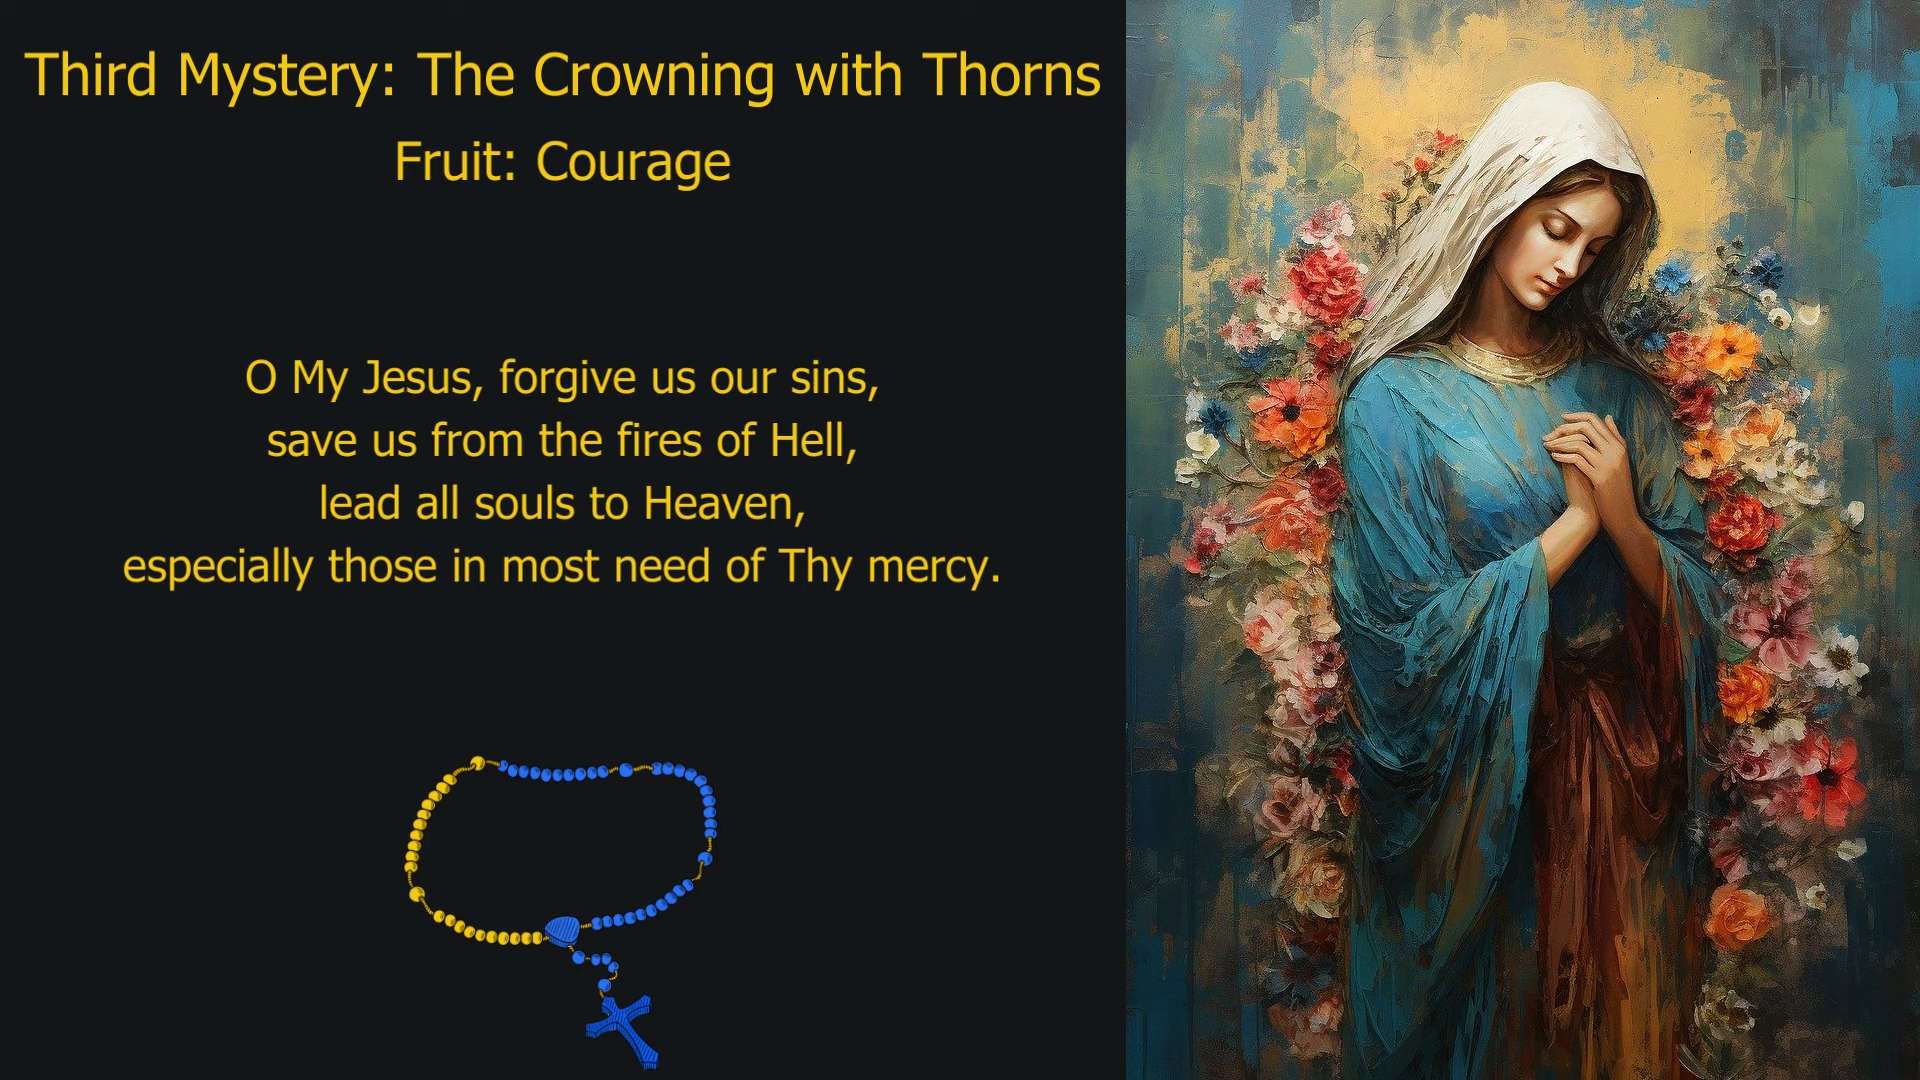 Third Mystery: The Crowning with Thorns
Fruit: Courage
O My Jesus, forgive us our sins,
save us from the fires of Hell,
lead all souls to Heaven,
especially those in most need of Thy mercy.